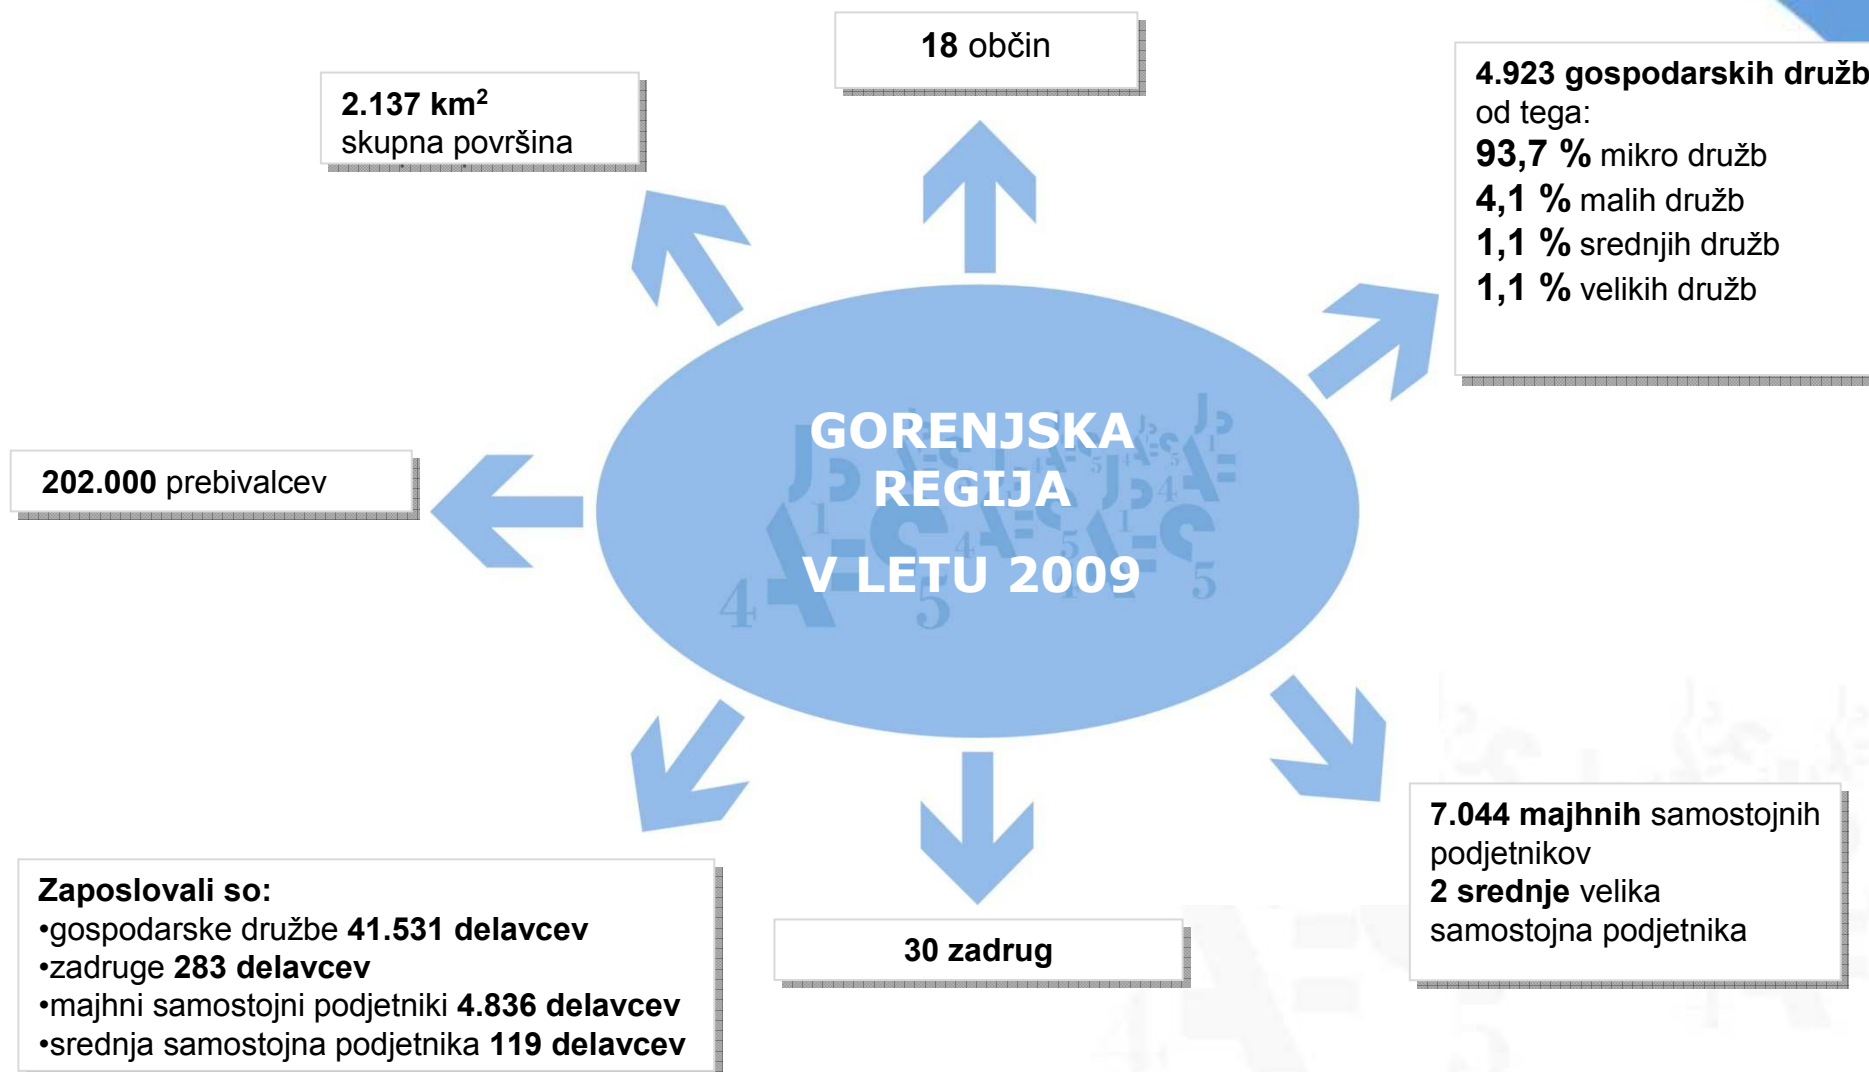 18 občin
2.137 km²
skupna površina
4.923 gospodarskih družb
od tega:
93,7 % mikro družb
4,1 % malih družb
1,1 % srednjih družb
1,1 % velikih družb
GORENJSKA
REGIJA
V LETU 2009
202.000 prebivalcev
Zaposlovali so:
•gospodarske družbe 41.531 delavcev
•zadruge 283 delavcev
•majhni samostojni podjetniki 4.836 delavcev
•srednja samostojna podjetnika 119 delavcev
30 zadrug
7.044 majhnih samostojnih
podjetnikov
2 srednje velika
samostojna podjetnika